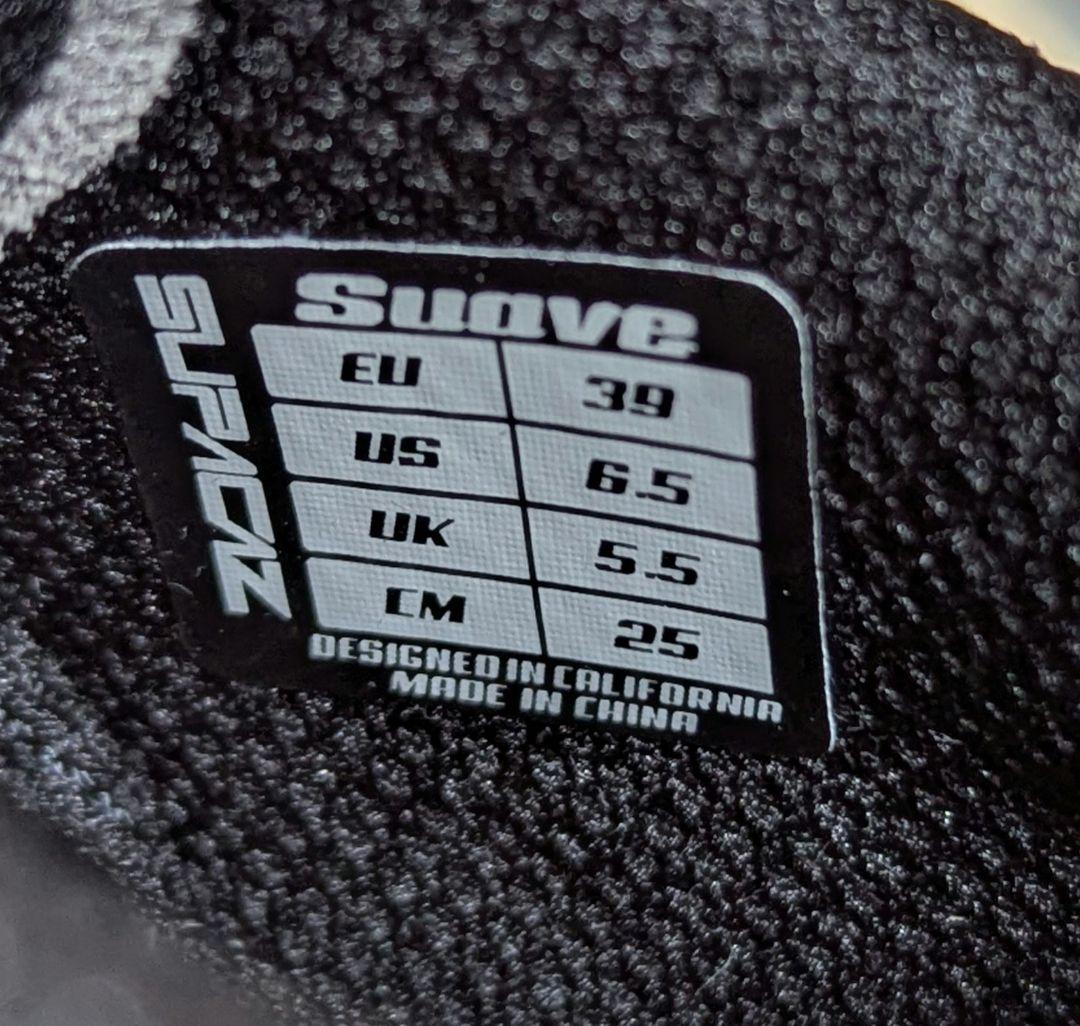 SUPACAZ
Suave
EU 39
US 6.5
UK 5.5
CM 25
DESIGNED IN CALIFORNIA
MADE IN CHINA